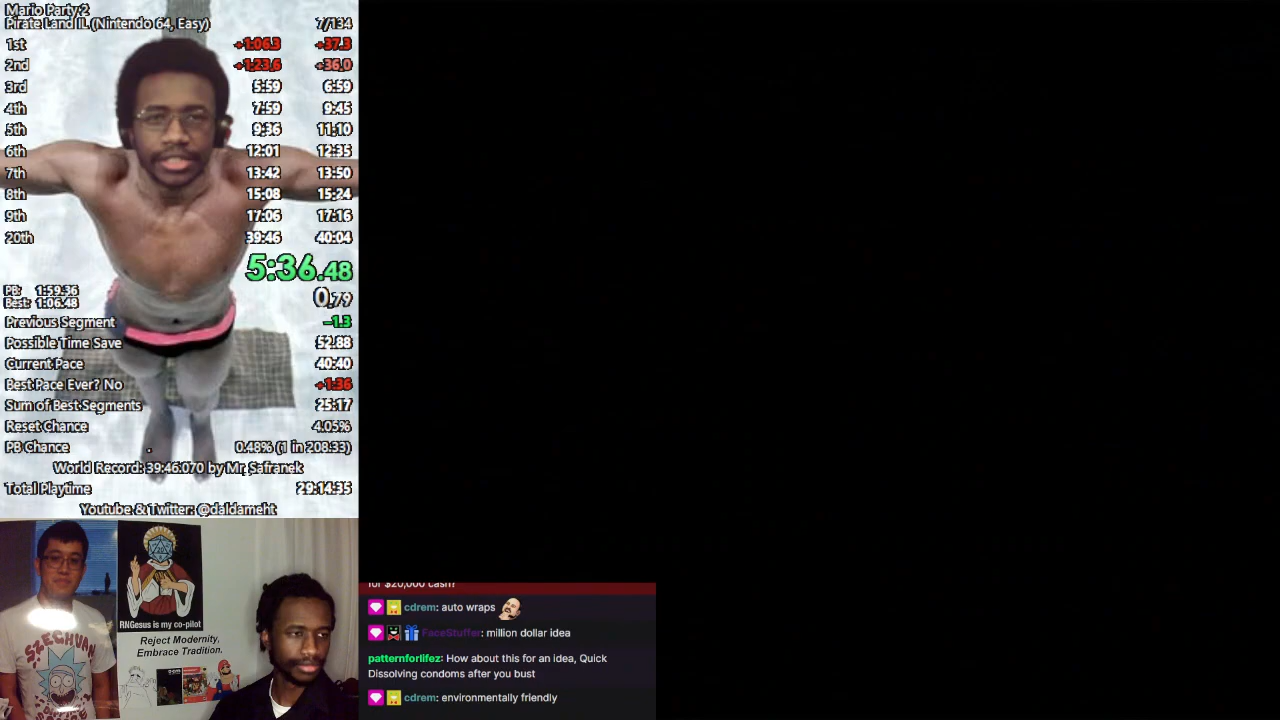 Mario Party 2
Pirate Land IL (Nintendo 64, Easy) 7/134
1st +1:06.3 +37.3
2nd +1:23.6 +36.0
3rd 5:59 6:59
4th 7:59 9:45
5th 9:36 11:10
6th 12:01 12:35
7th 13:42 13:50
8th 15:08 15:24
9th 17:06 17:16
20th 39:46 40:04
5:36.48
PB: 1:59.36
Best: 1:06.48
0.79
Previous Segment -1.3
Possible Time Save 52.88
Current Pace 40:40
Best Pace Ever? No +1:36
Sum of Best Segments 25:17
Reset Chance 4.05%
PB Chance 0.48% (1 in 208.33)
World Record: 39:46.070 by Mr_Safranek
Total Playtime 29:14:35
Youtube & Twitter: @daldameht
RNGesus is my co-pilot
Reject Modernity,
Embrace Tradition.
SZECHUAN
for $20,000 cash?
cdrem: auto wraps
FaceStuffer: million dollar idea
patternforlifez: How about this for an idea, Quick
Dissolving condoms after you bust
cdrem: environmentally friendly